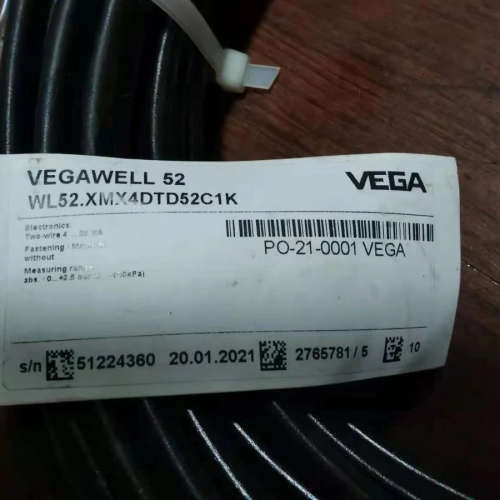 VEGAWELL 52
VEGA
WL52.XMX4DTD52C1K
Electronics:
Two-wire 4
PO-21-0001 VEGA
Fastening
without
Measuring
abs.
s/n 51224360 20.01.2021 2765781 / 5 10